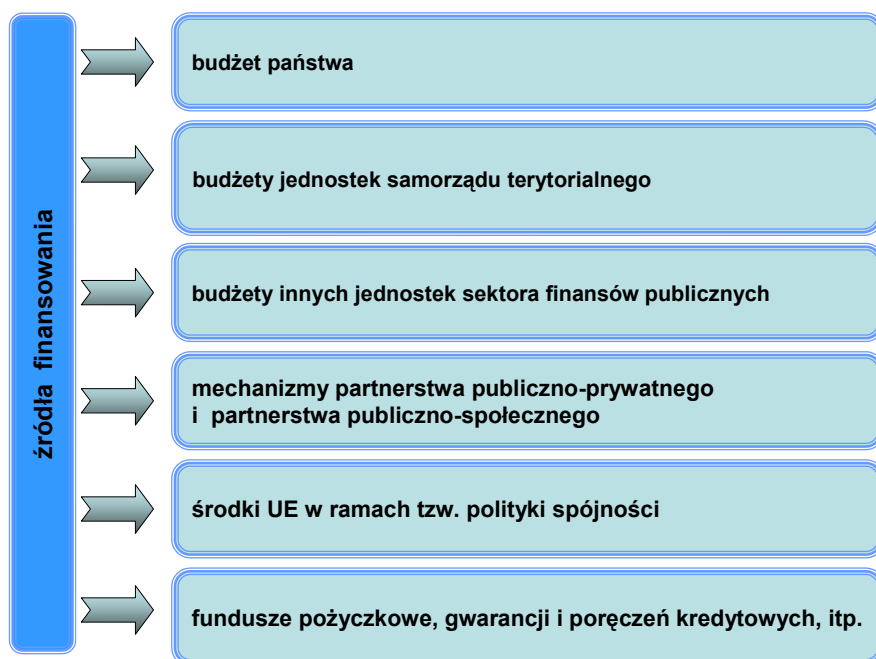 źródła finansowania
budżet państwa
budżety jednostek samorządu terytorialnego
budżety innych jednostek sektora finansów publicznych
mechanizmy partnerstwa publiczno-prywatnego
i partnerstwa publiczno-społecznego
środki UE w ramach tzw. polityki spójności
fundusze pożyczkowe, gwarancji i poręczeń kredytowych, itp.